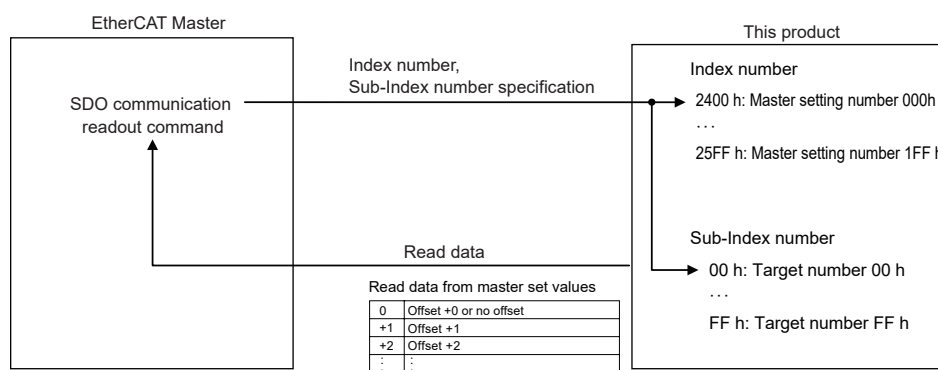 EtherCAT Master
This product
SDO communication
readout command
Index number,
Sub-Index number specification
Index number
2400 h: Master setting number 000h
...
25FF h: Master setting number 1FF h
Sub-Index number
00 h: Target number 00 h
...
FF h: Target number FF h
Read data
Read data from master set values
0 Offset +0 or no offset
+1 Offset +1
+2 Offset +2
: :